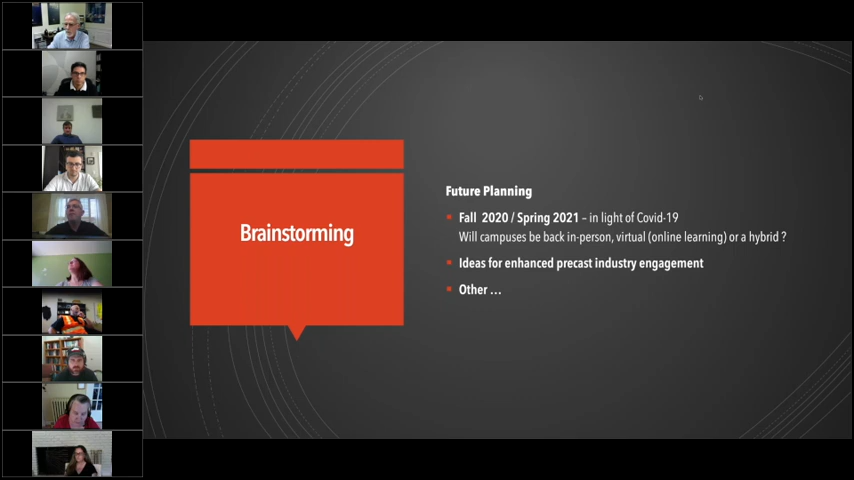 Brainstorming
Future Planning
Fall 2020 / Spring 2021 – in light of Covid-19
Will campuses be back in-person, virtual (online learning) or a hybrid ?
Ideas for enhanced precast industry engagement
Other ...